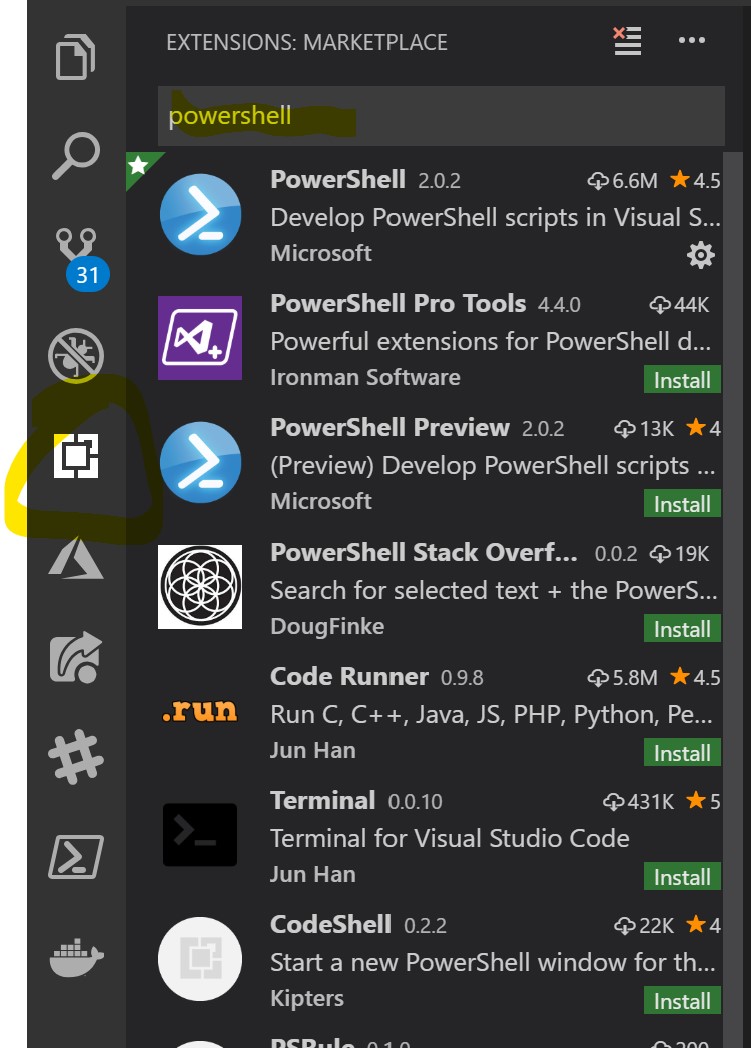 EXTENSIONS: MARKETPLACE
powershell
PowerShell 2.0.2 6.6M 4.5
Develop PowerShell scripts in Visual S...
Microsoft
31
PowerShell Pro Tools 4.4.0 44K
Powerful extensions for PowerShell d...
Ironman Software Install
PowerShell Preview 2.0.2 13K 4
(Preview) Develop PowerShell scripts ...
Microsoft Install
PowerShell Stack Overf... 0.0.2 19K
Search for selected text + the PowerS...
DougFinke Install
Code Runner 0.9.8 5.8M 4.5
.run
Run C, C++, Java, JS, PHP, Python, Pe...
Jun Han Install
Terminal 0.0.10 431K 5
Terminal for Visual Studio Code
Jun Han Install
CodeShell 0.2.2 22K 4
Start a new PowerShell window for th...
Kipters Install
PSRule 0.1.0 200